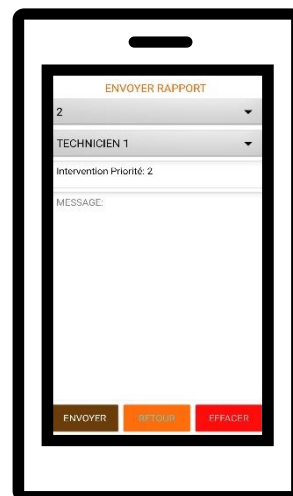 ENVOYER RAPPORT
2
TECHNICIEN 1
Intervention Priorité: 2
MESSAGE:
ENVOYER RETOUR EFFACER